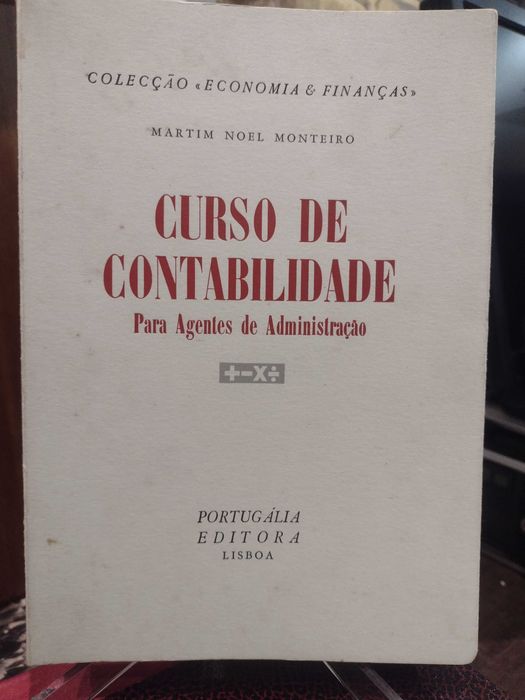 COLECÇÃO «ECONOMIA & FINANÇAS»
MARTIM NOEL MONTEIRO
CURSO DE
CONTABILIDADE
Para Agentes de Administração
+-x÷
PORTUGÁLIA
EDITORA
LISBOA